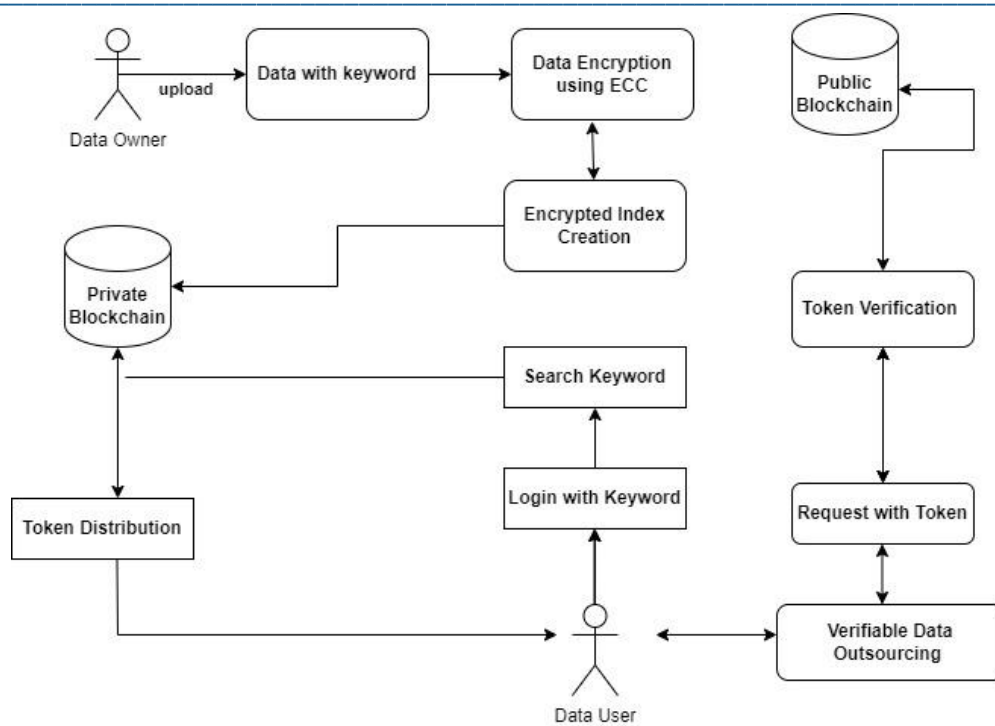 Data Owner
upload
Data with keyword
Data Encryption
using ECC
Public
Blockchain
Encrypted Index
Creation
Private
Blockchain
Token Verification
Search Keyword
Login with Keyword
Token Distribution
Request with Token
Verifiable Data
Outsourcing
Data User